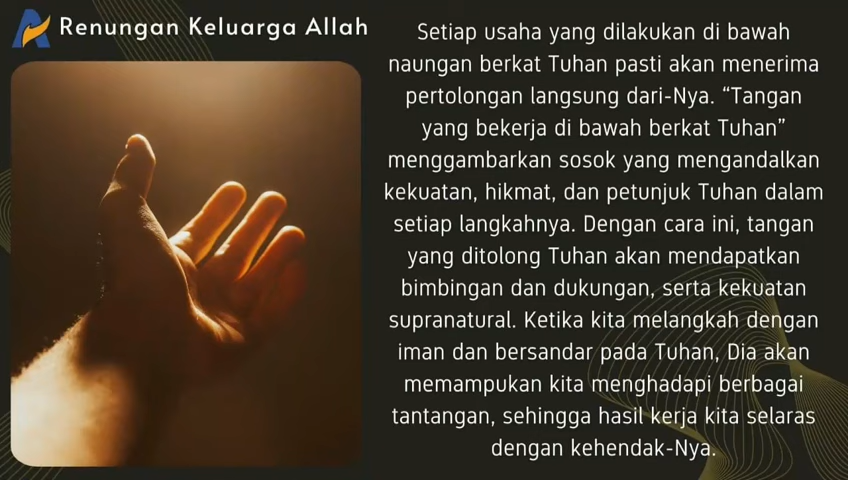 Renungan Keluarga Allah
Setiap usaha yang dilakukan di bawah
naungan berkat Tuhan pasti akan menerima
pertolongan langsung dari-Nya. “Tangan
yang bekerja di bawah berkat Tuhan”
menggambarkan sosok yang mengandalkan
kekuatan, hikmat, dan petunjuk Tuhan dalam
setiap langkahnya. Dengan cara ini, tangan
yang ditolong Tuhan akan mendapatkan
bimbingan dan dukungan, serta kekuatan
supranatural. Ketika kita melangkah dengan
iman dan bersandar pada Tuhan, Dia akan
memampukan kita menghadapi berbagai
tantangan, sehingga hasil kerja kita selaras
dengan kehendak-Nya.